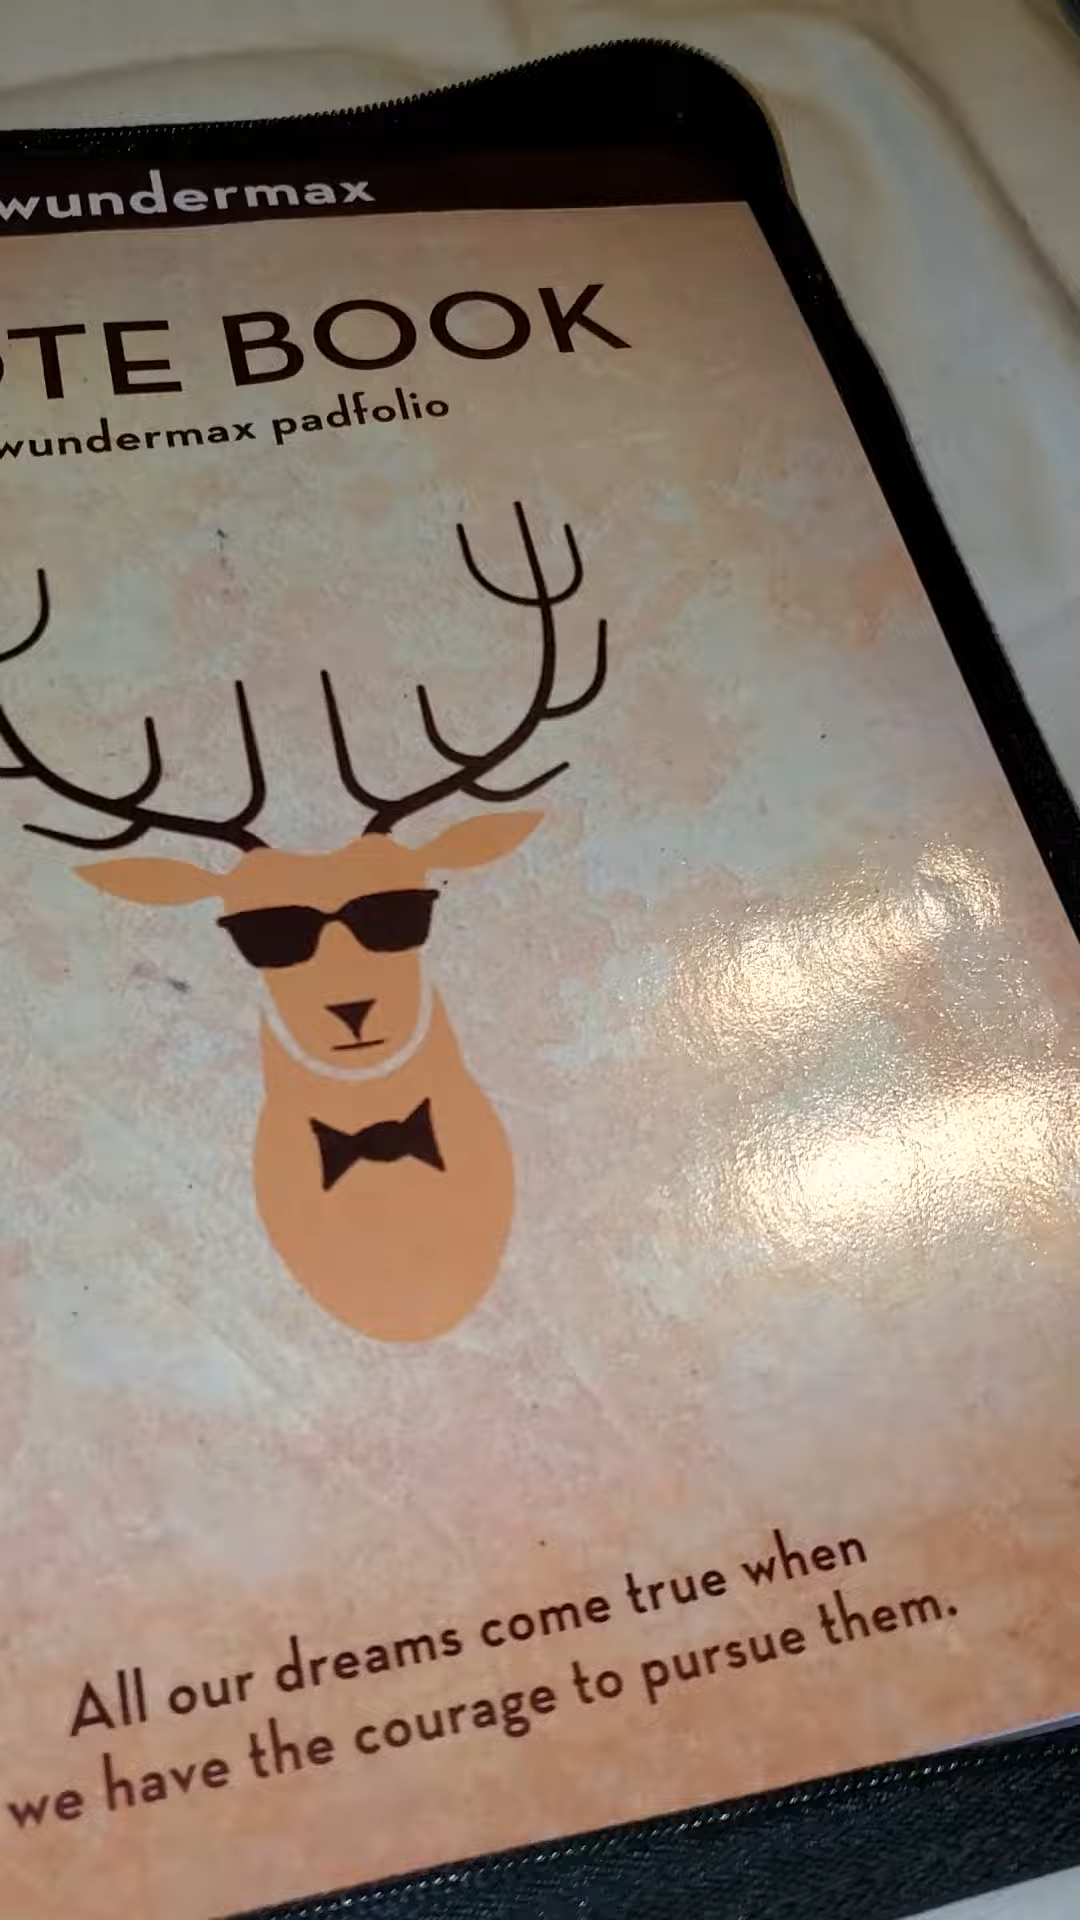 wundermax
OTE BOOK
wundermax padfolio
All our dreams come true when
we have the courage to pursue them.